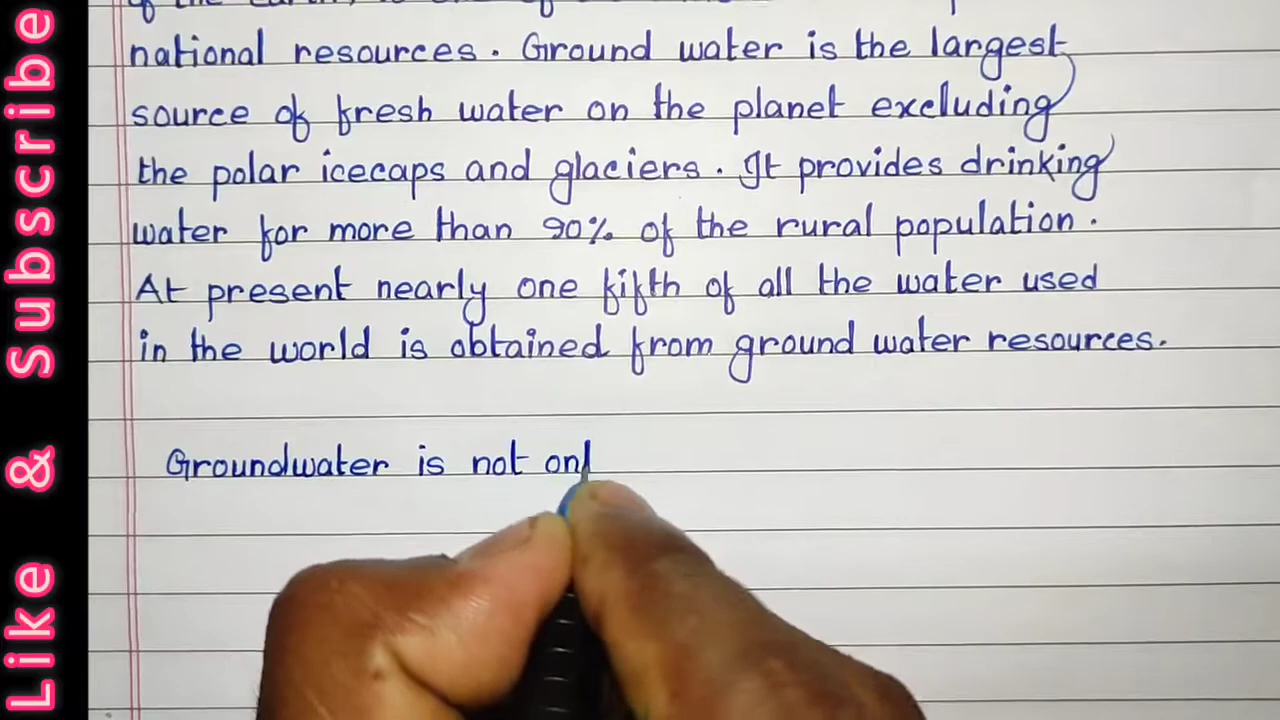 Like & Subscribe
national resources. Ground water is the largest
source of fresh water on the planet excluding
the polar icecaps and glaciers. It provides drinking
water for more than 90% of the rural population.
At present nearly one fifth of all the water used
in the world is obtained from ground water resources.
Groundwater is not onl